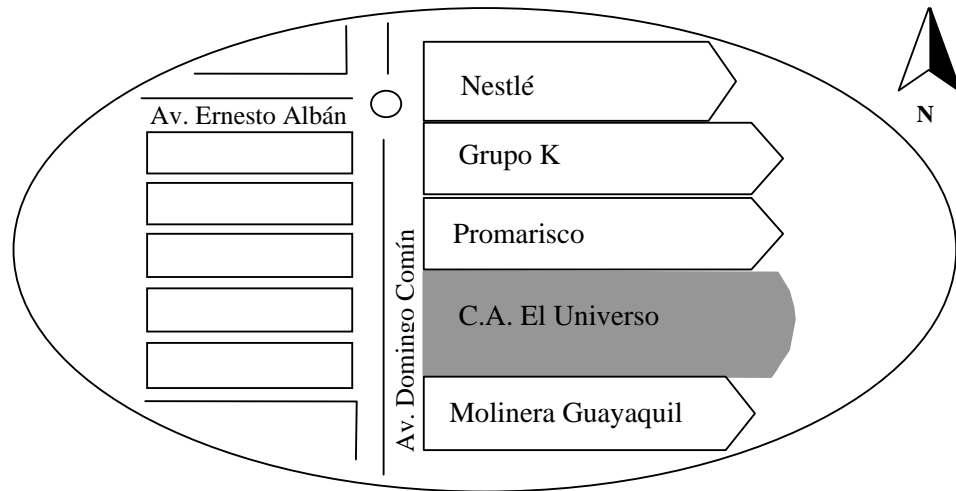 Nestlé
Av. Ernesto Albán
N
Grupo K
Promarisco
Av. Domingo Comín
C.A. El Universo
Molinera Guayaquil